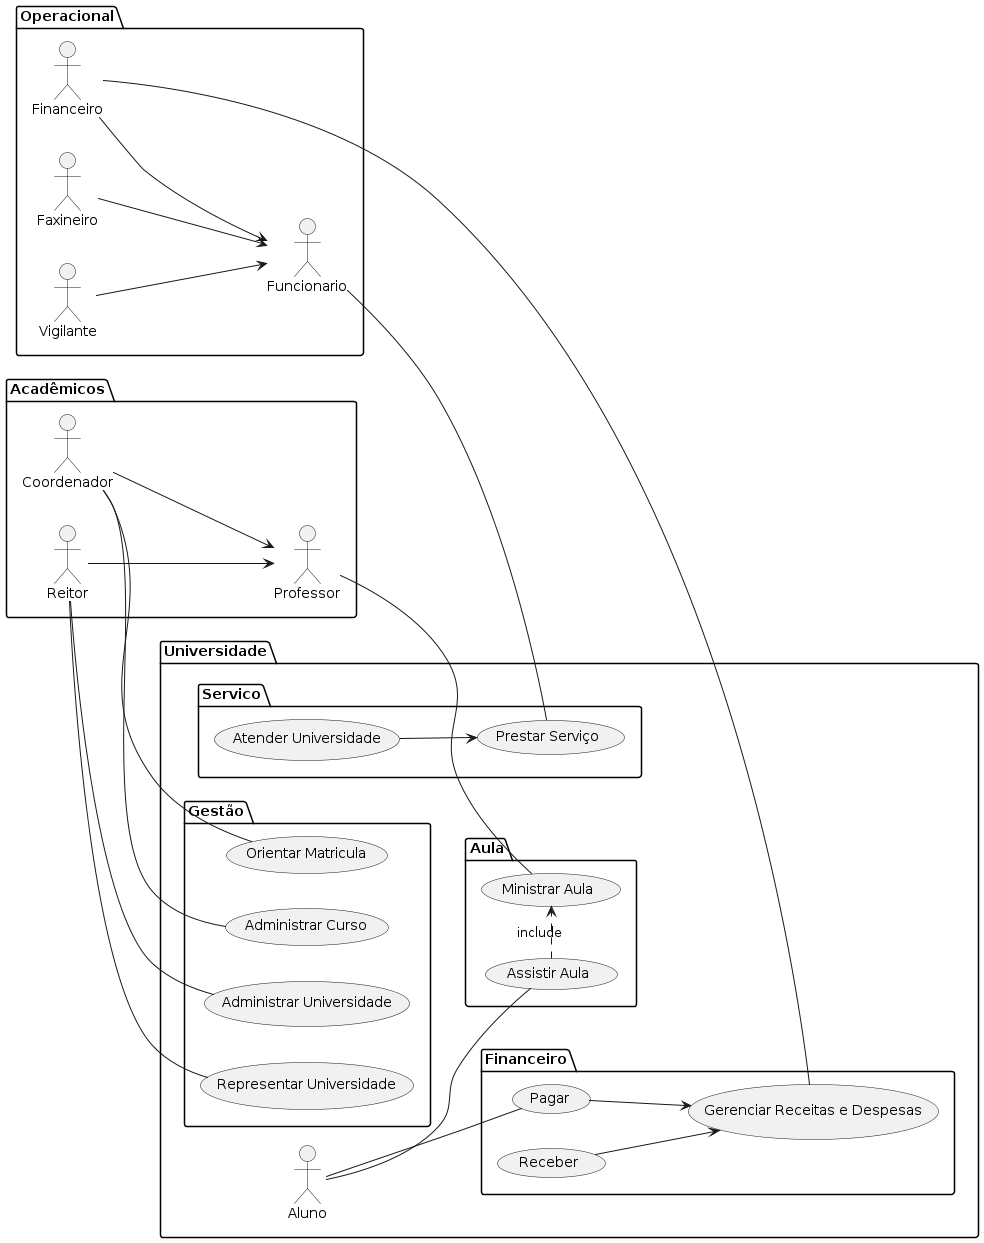 Operacional
Financeiro
Faxineiro
Funcionario
Vigilante
Acadêmicos
Coordenador
Reitor
Professor
Universidade
Servico
Atender Universidade
Prestar Serviço
Gestão
Orientar Matricula
Administrar Curso
Administrar Universidade
Representar Universidade
Aula
Ministrar Aula
include
Assistir Aula
Financeiro
Pagar
Gerenciar Receitas e Despesas
Receber
Aluno